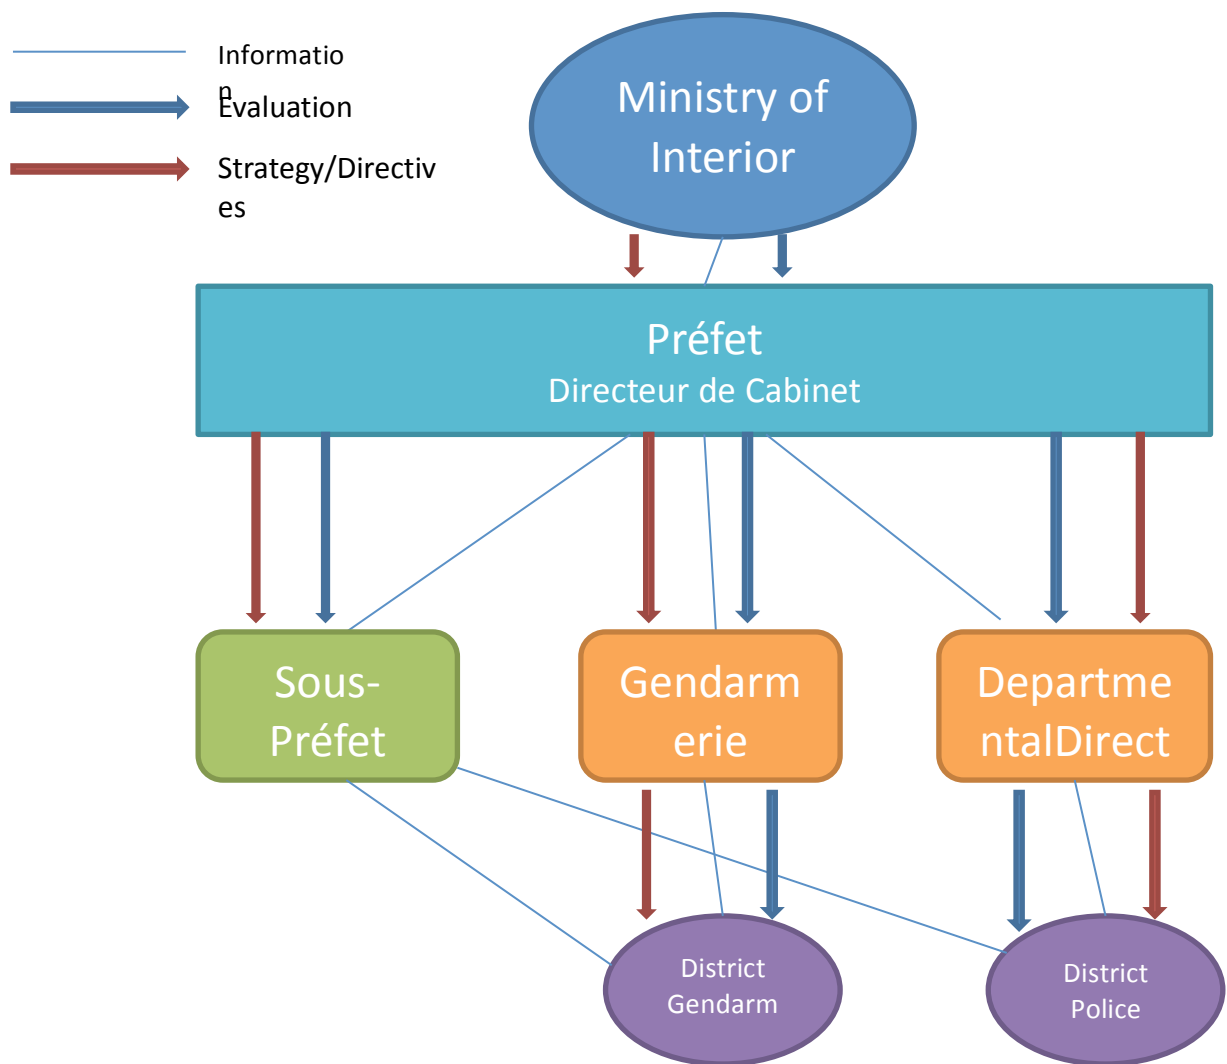 Informatio
n
Evaluation
Strategy/Directiv
es
Ministry of
Interior
Préfet
Directeur de Cabinet
Sous-
Préfet
Gendarm
erie
Departme
ntalDirect
District
Gendarm
District
Police